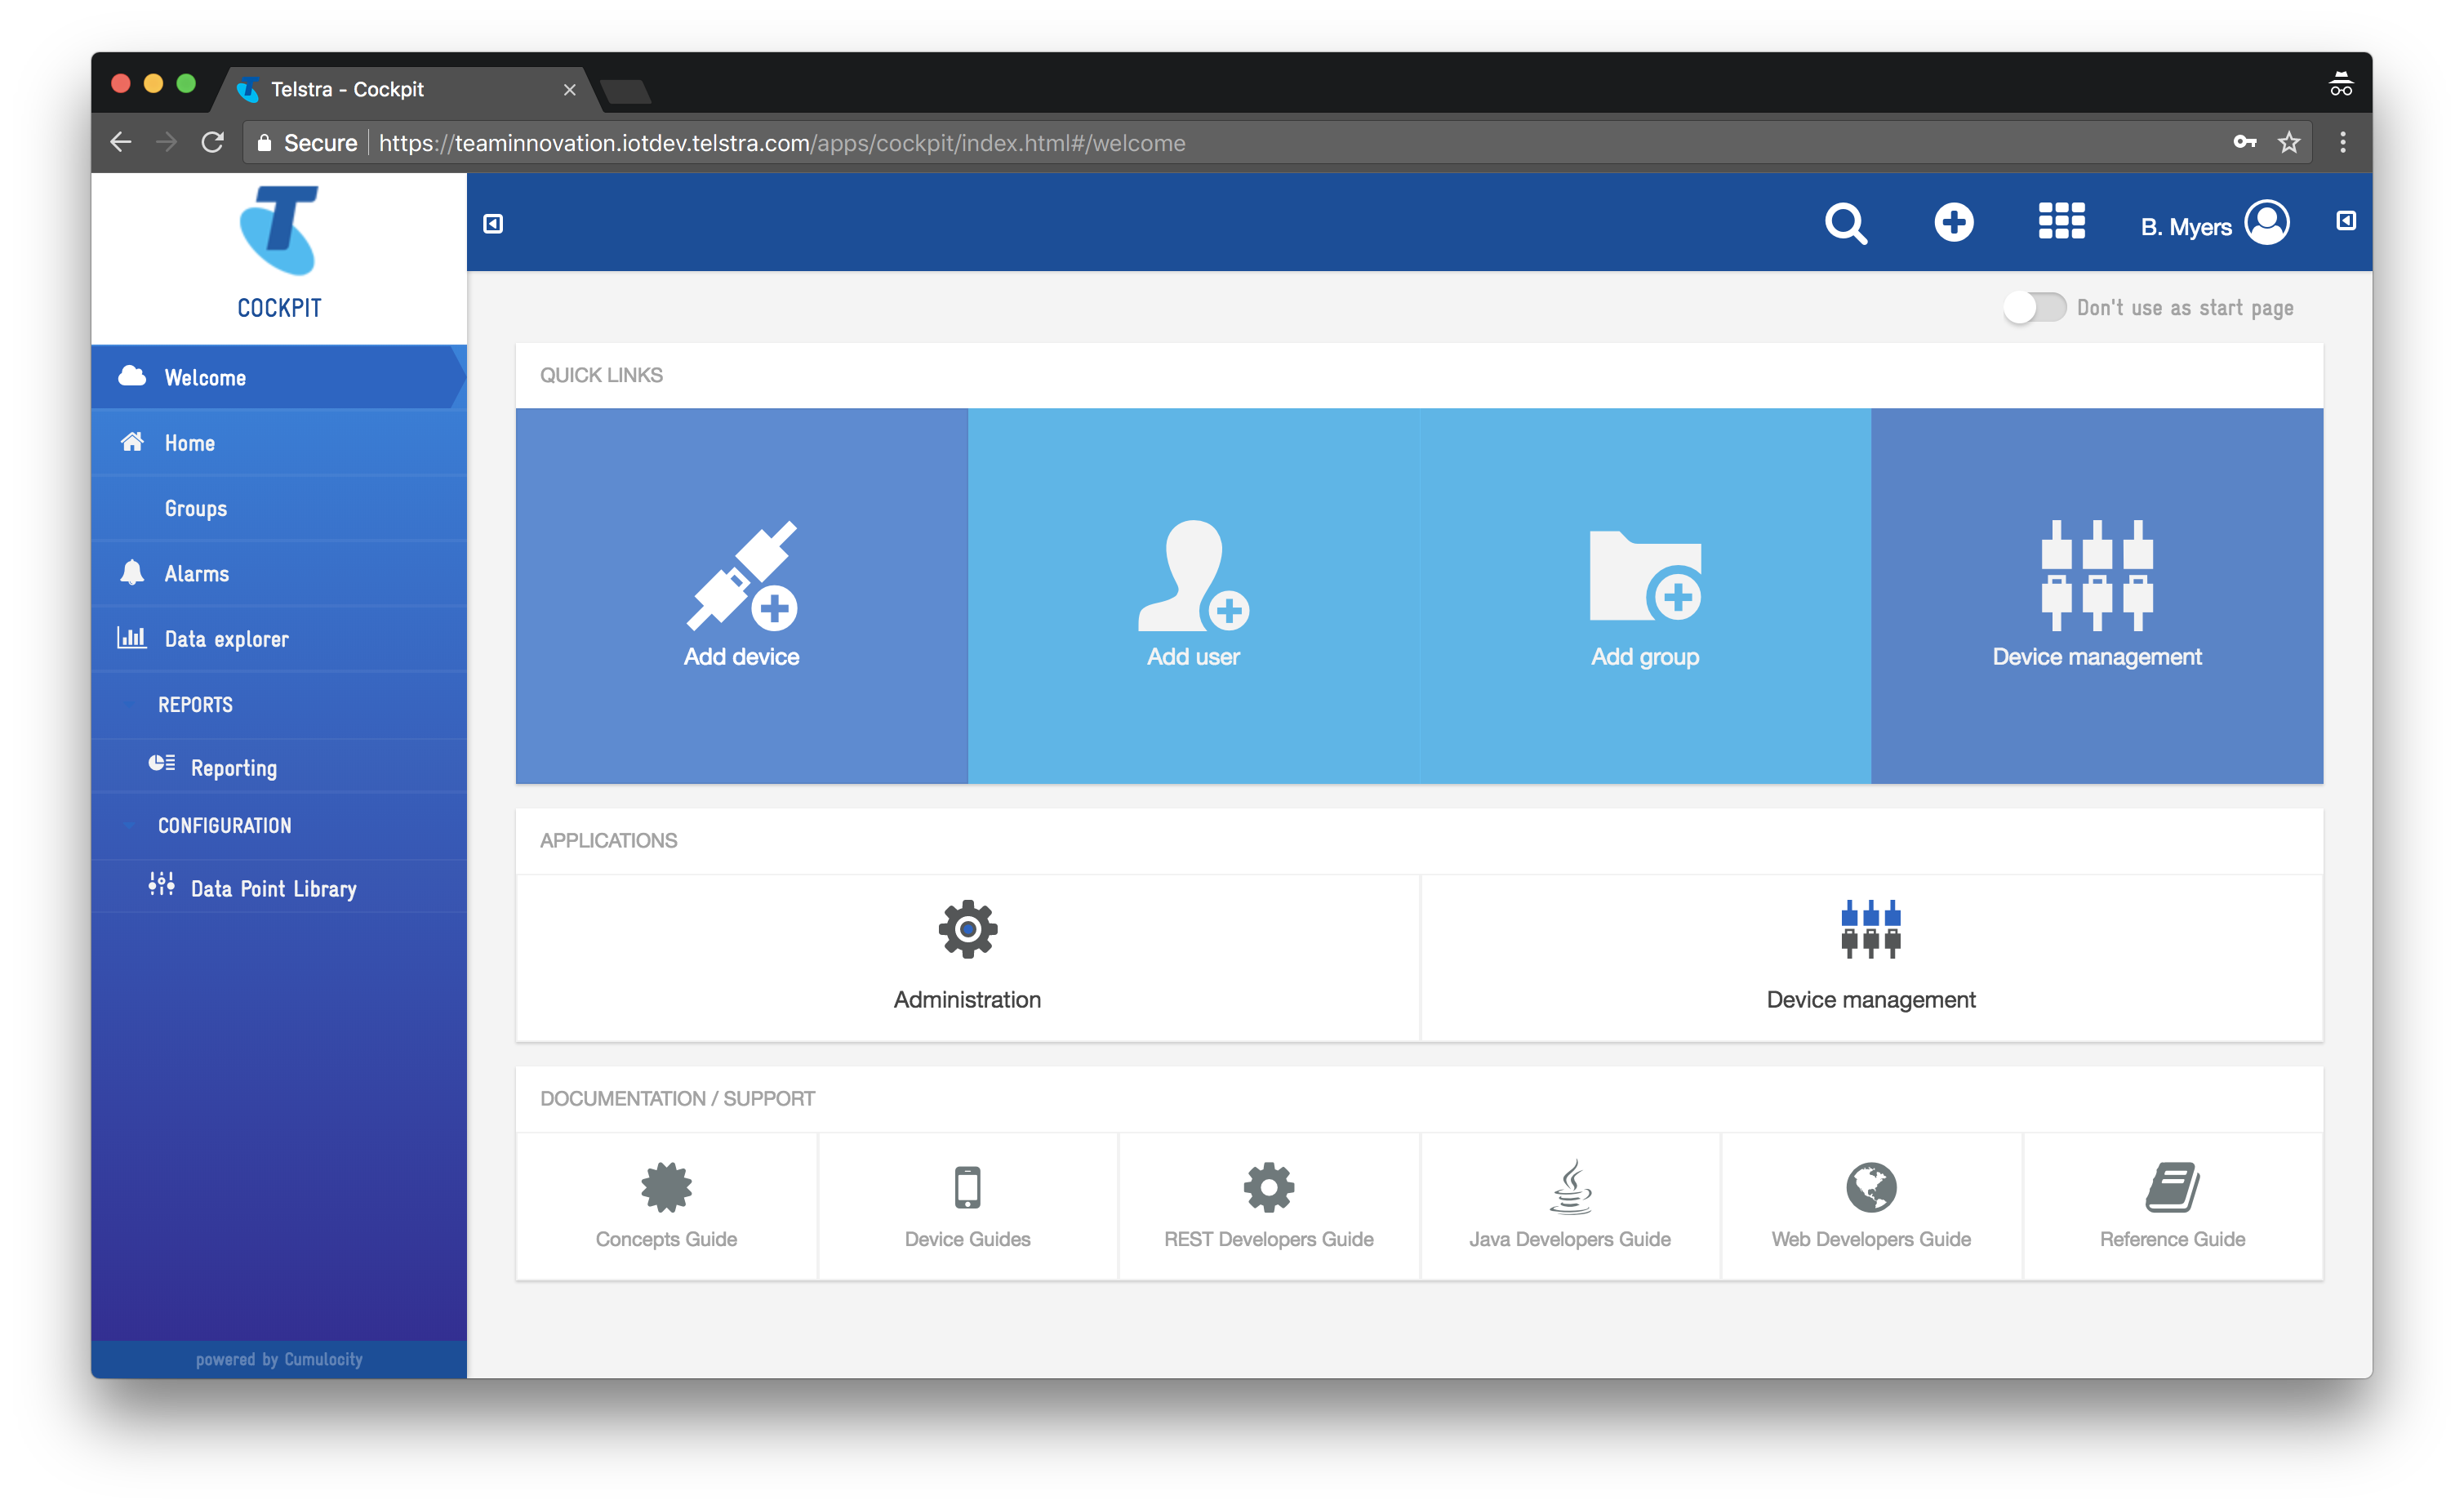 Telstra - Cockpit
Secure https://teaminnovation.iotdev.telstra.com/apps/cockpit/index.html#/welcome
T
COCKPIT
B. Myers
Don't use as start page
Welcome
Home
Groups
Alarms
Data explorer
REPORTS
Reporting
CONFIGURATION
Data Point Library
powered by Cumulocity
QUICK LINKS
Add device
Add user
Add group
Device management
APPLICATIONS
Administration
Device management
DOCUMENTATION / SUPPORT
Concepts Guide
Device Guides
REST Developers Guide
Java Developers Guide
Web Developers Guide
Reference Guide